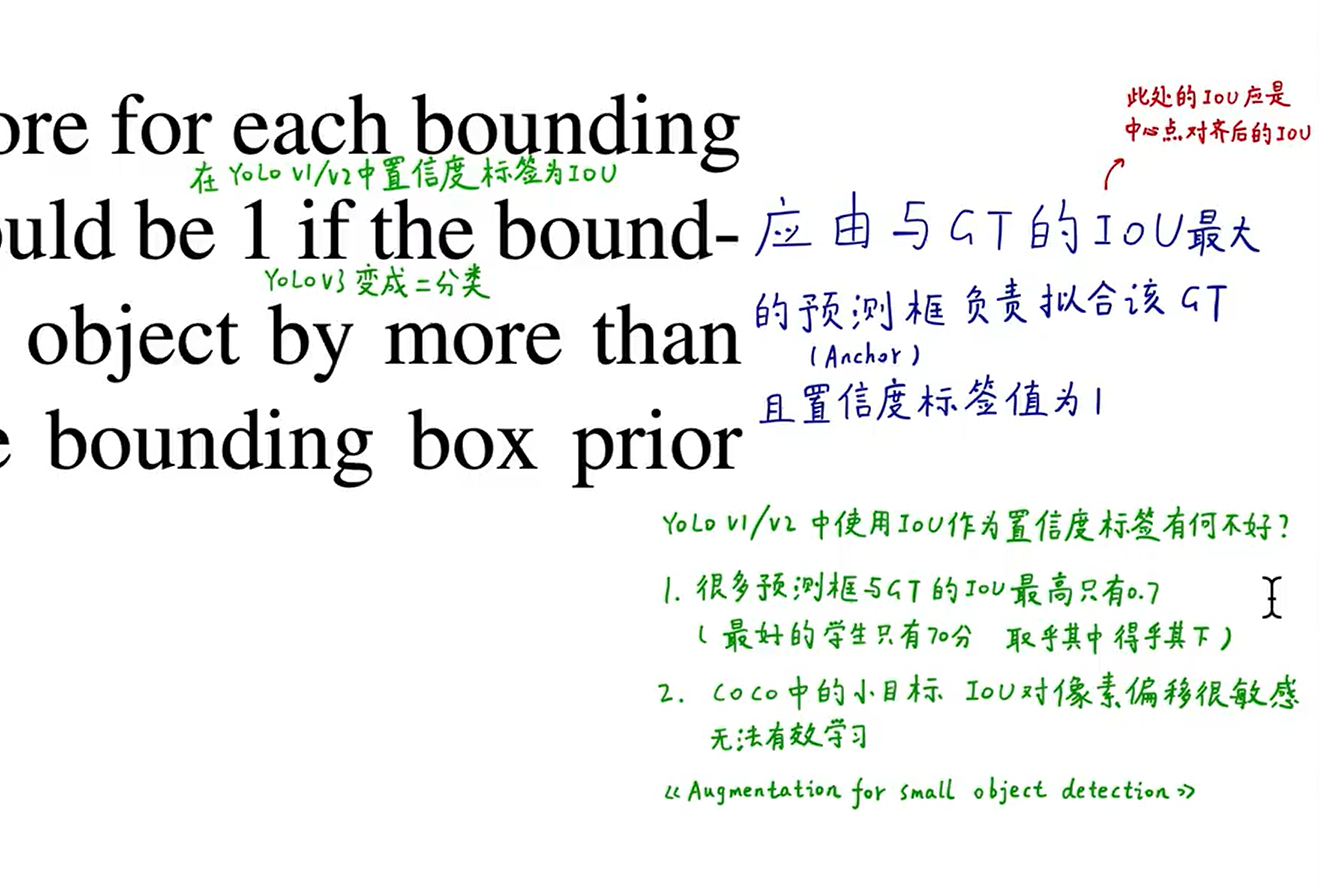 ore for each bounding
在 YOLO V1/V2中置信度标签为IOU
ould be 1 if the bound-
YOLOV3 变成二分类
object by more than
e bounding box prior
此处的IOU应是
中心点对齐后的IOU
应由与GT的IOU最大
的预测框负责拟合该GT
(Anchor)
且置信度标签值为1
YOLO V1/V2 中使用IOU作为置信度标签有何不好?
1. 很多预测框与GT的IOU最高只有0.7
(最好的学生只有70分 取乎其中得乎其下)
2. COCO中的小目标 IOU对像素偏移很敏感
无法有效学习
《Augmentation for small object detection》